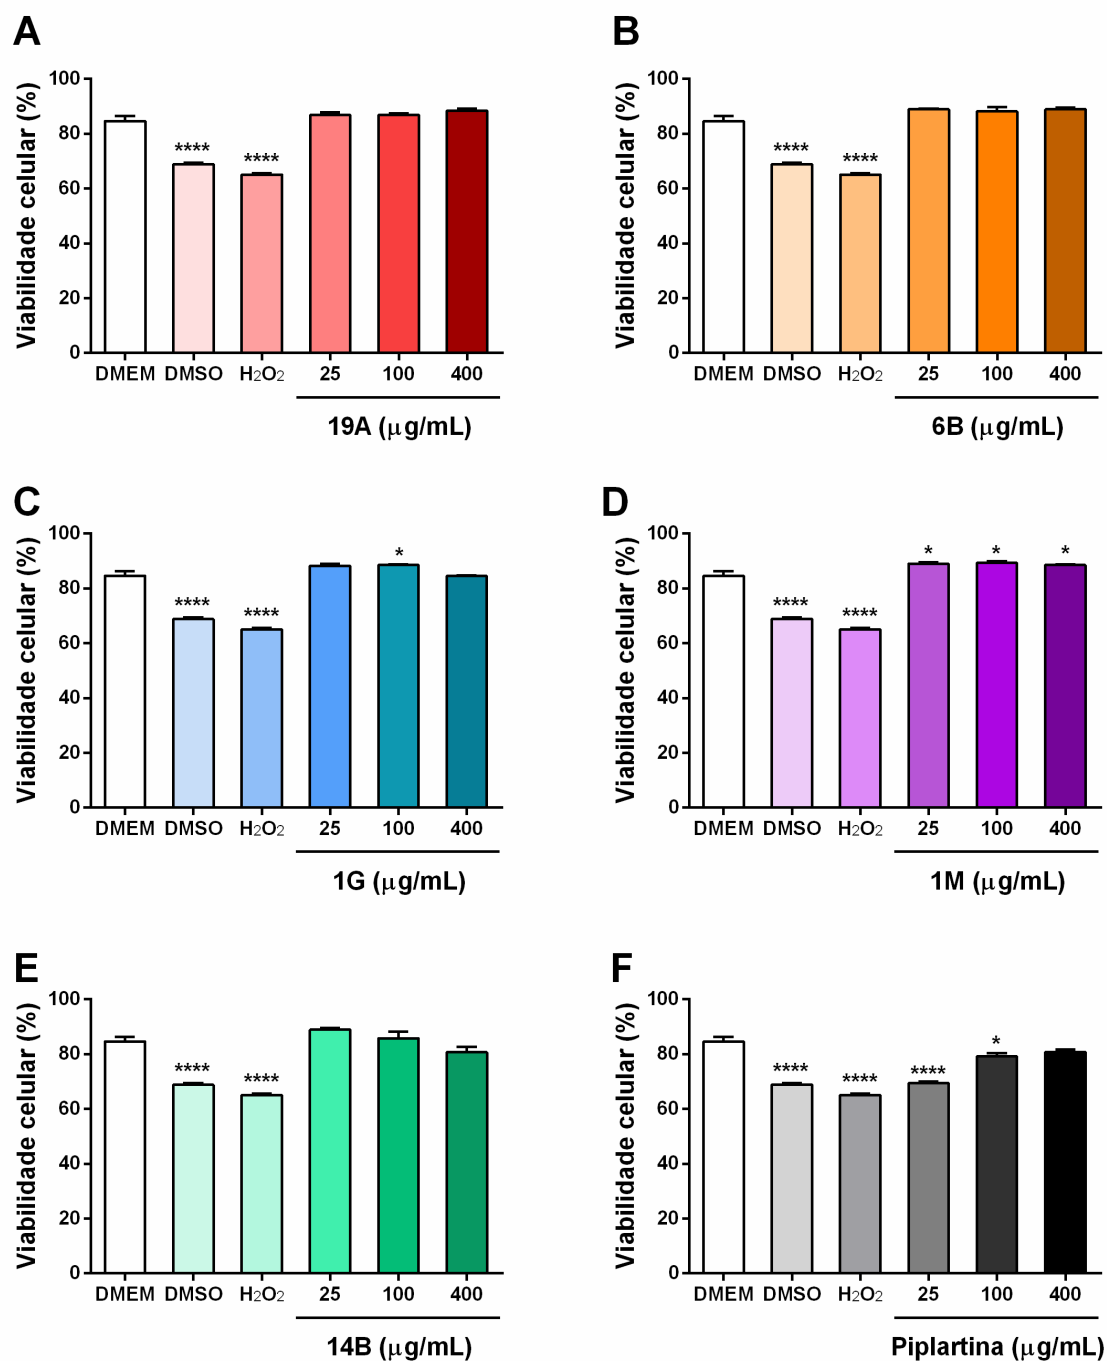 A
Viabilidade celular (%)
100
80
60
40
20
0
****
****
DMEM DMSO H₂O₂ 25 100 400
19A (μg/mL)
B
Viabilidade celular (%)
100
80
60
40
20
0
****
****
DMEM DMSO H₂O₂ 25 100 400
6B (μg/mL)
C
Viabilidade celular (%)
100
80
60
40
20
0
****
****
*
DMEM DMSO H₂O₂ 25 100 400
1G (μg/mL)
D
Viabilidade celular (%)
100
80
60
40
20
0
****
****
*
*
*
DMEM DMSO H₂O₂ 25 100 400
1M (μg/mL)
E
Viabilidade celular (%)
100
80
60
40
20
0
****
****
DMEM DMSO H₂O₂ 25 100 400
14B (μg/mL)
F
Viabilidade celular (%)
100
80
60
40
20
0
****
****
****
*
DMEM DMSO H₂O₂ 25 100 400
Piplartina (μg/mL)